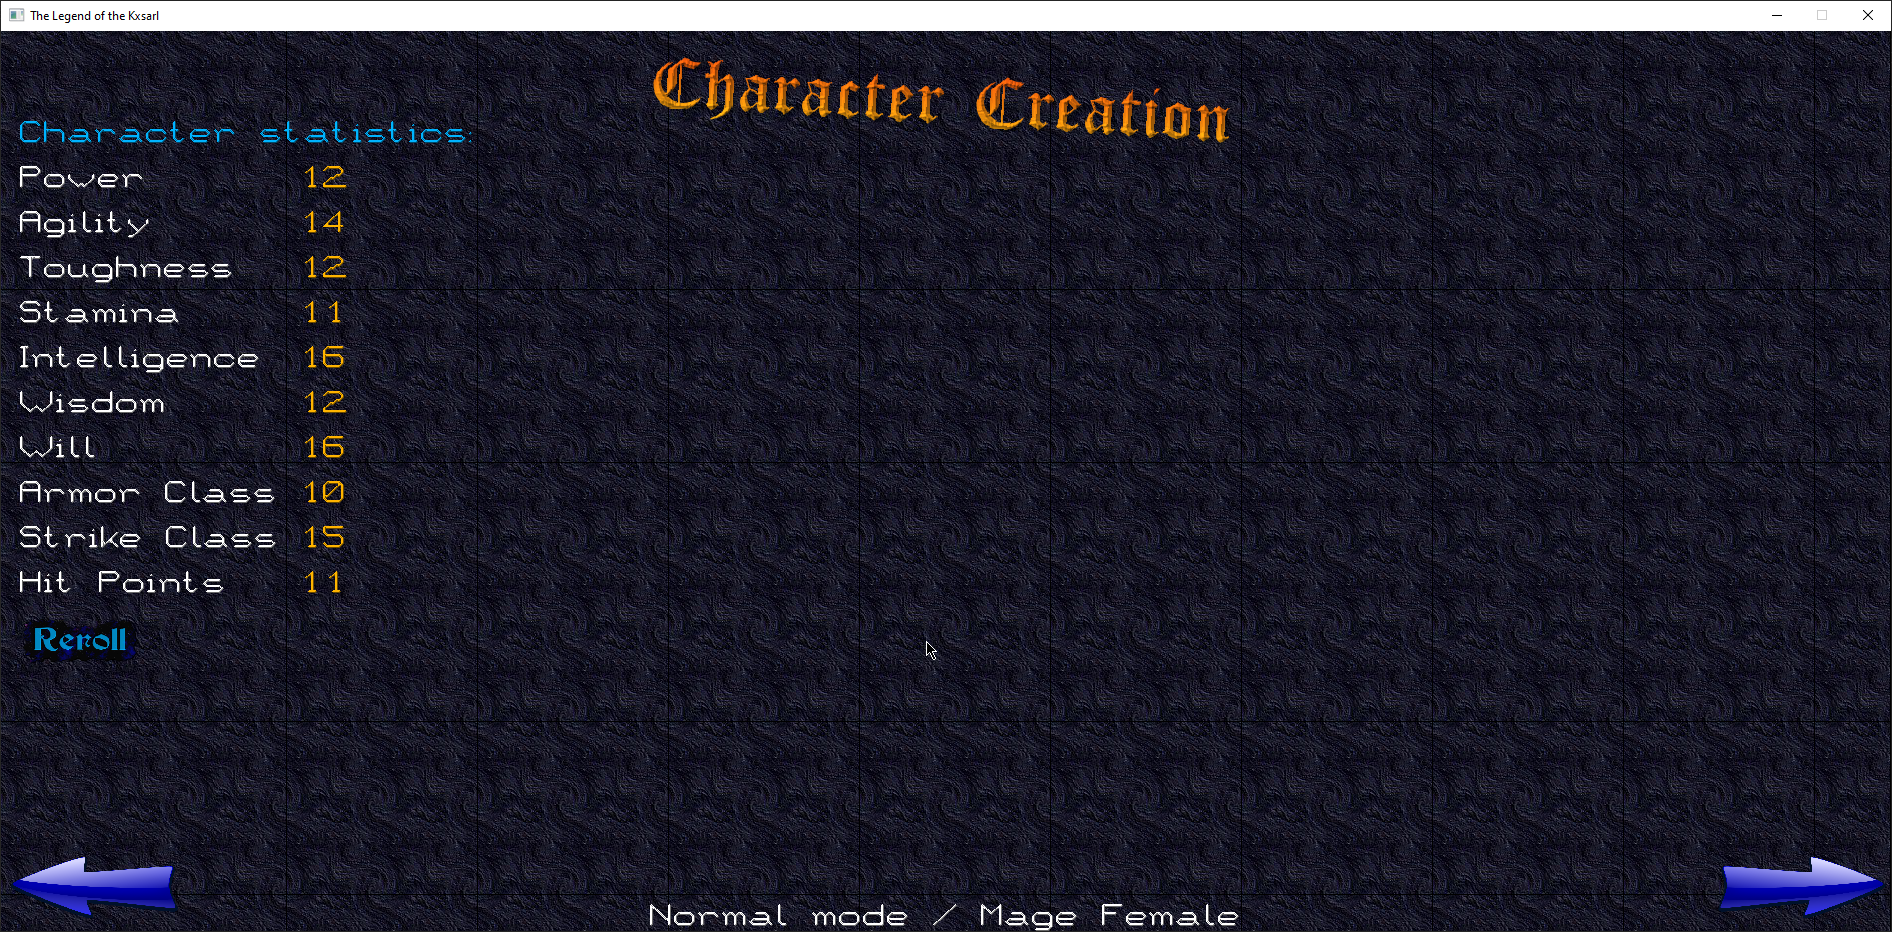 The Legend of the Kxsarl
Character Creation
Character statistics:
Power 12
Agility 14
Toughness 12
Stamina 11
Intelligence 16
Wisdom 12
Will 16
Armor Class 10
Strike Class 15
Hit Points 11
Reroll
Normal mode / Mage Female